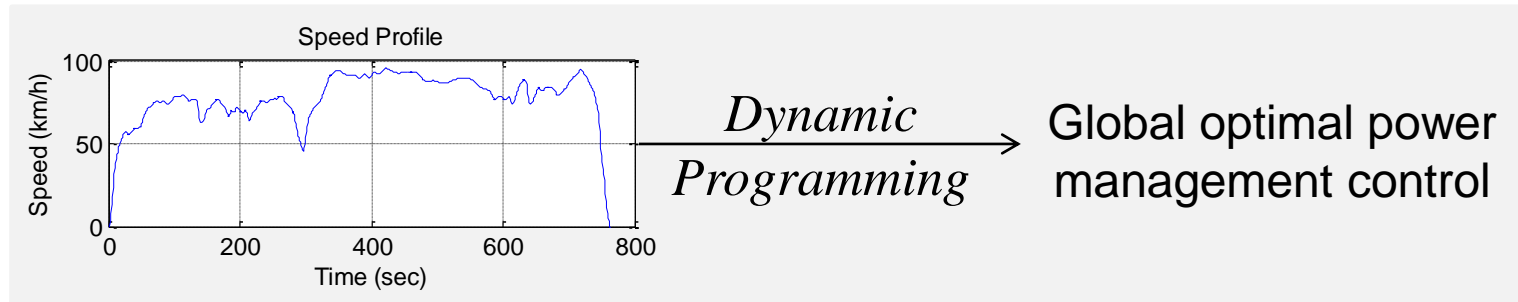 Speed Profile
Speed (km/h)
100
50
0
0 200 400 600 800
Time (sec)
Dynamic
Programming
Global optimal power
management control